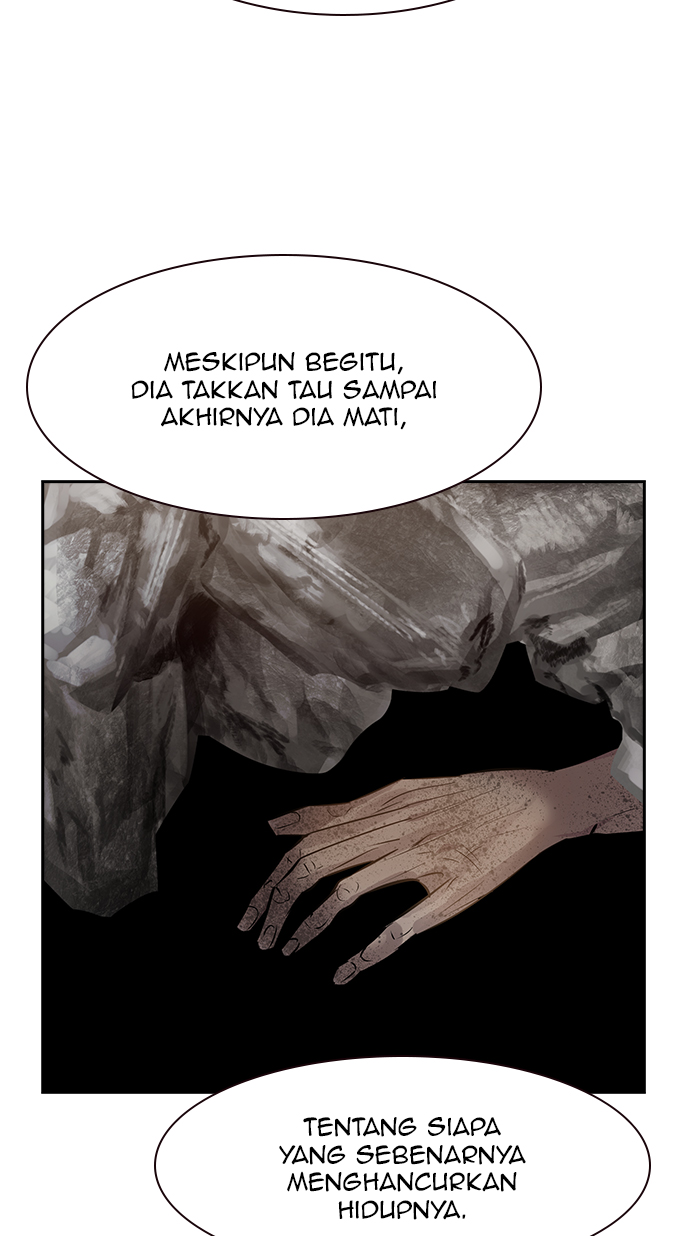 MESKIPUN BEGITU,
DIA TAKKAN TAU SAMPAI
AKHIRNYA DIA MATI,
TENTANG SIAPA
YANG SEBENARNYA
MENGHANCURKAN
HIDUPNYA.